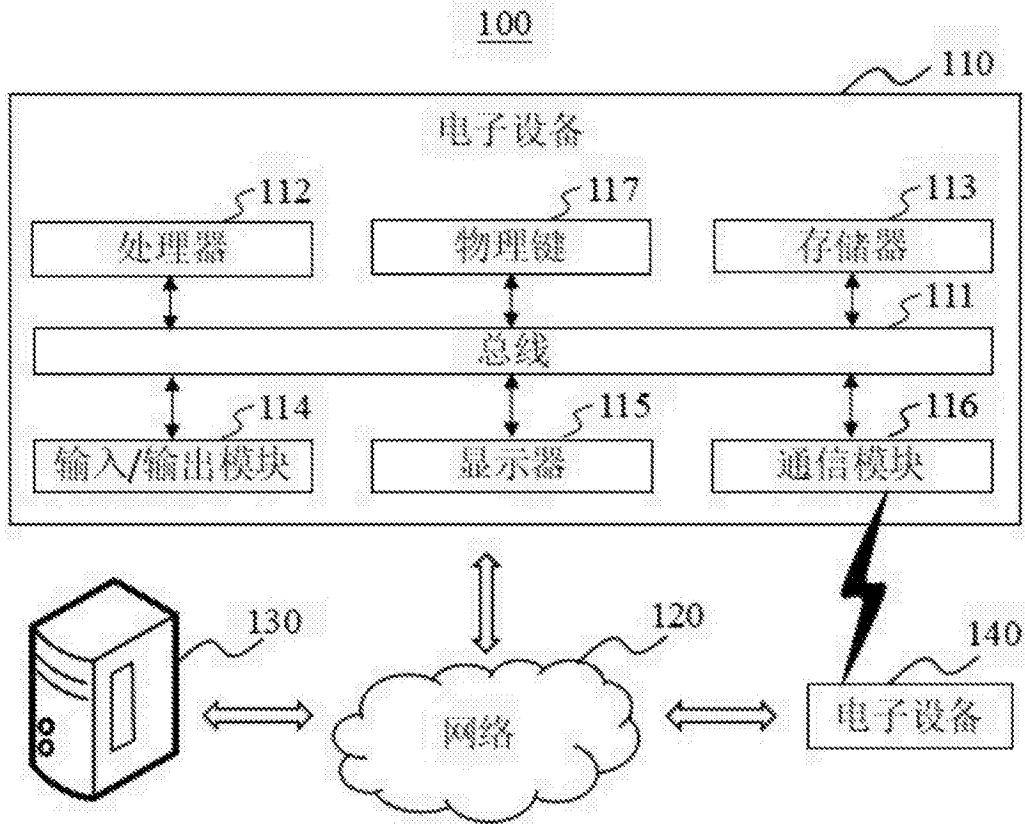 100
110
电子设备
112
117
113
处理器
物理键
存储器
111
总线
114
115
116
输入/输出模块
显示器
通信模块
130
120
140
网络
电子设备